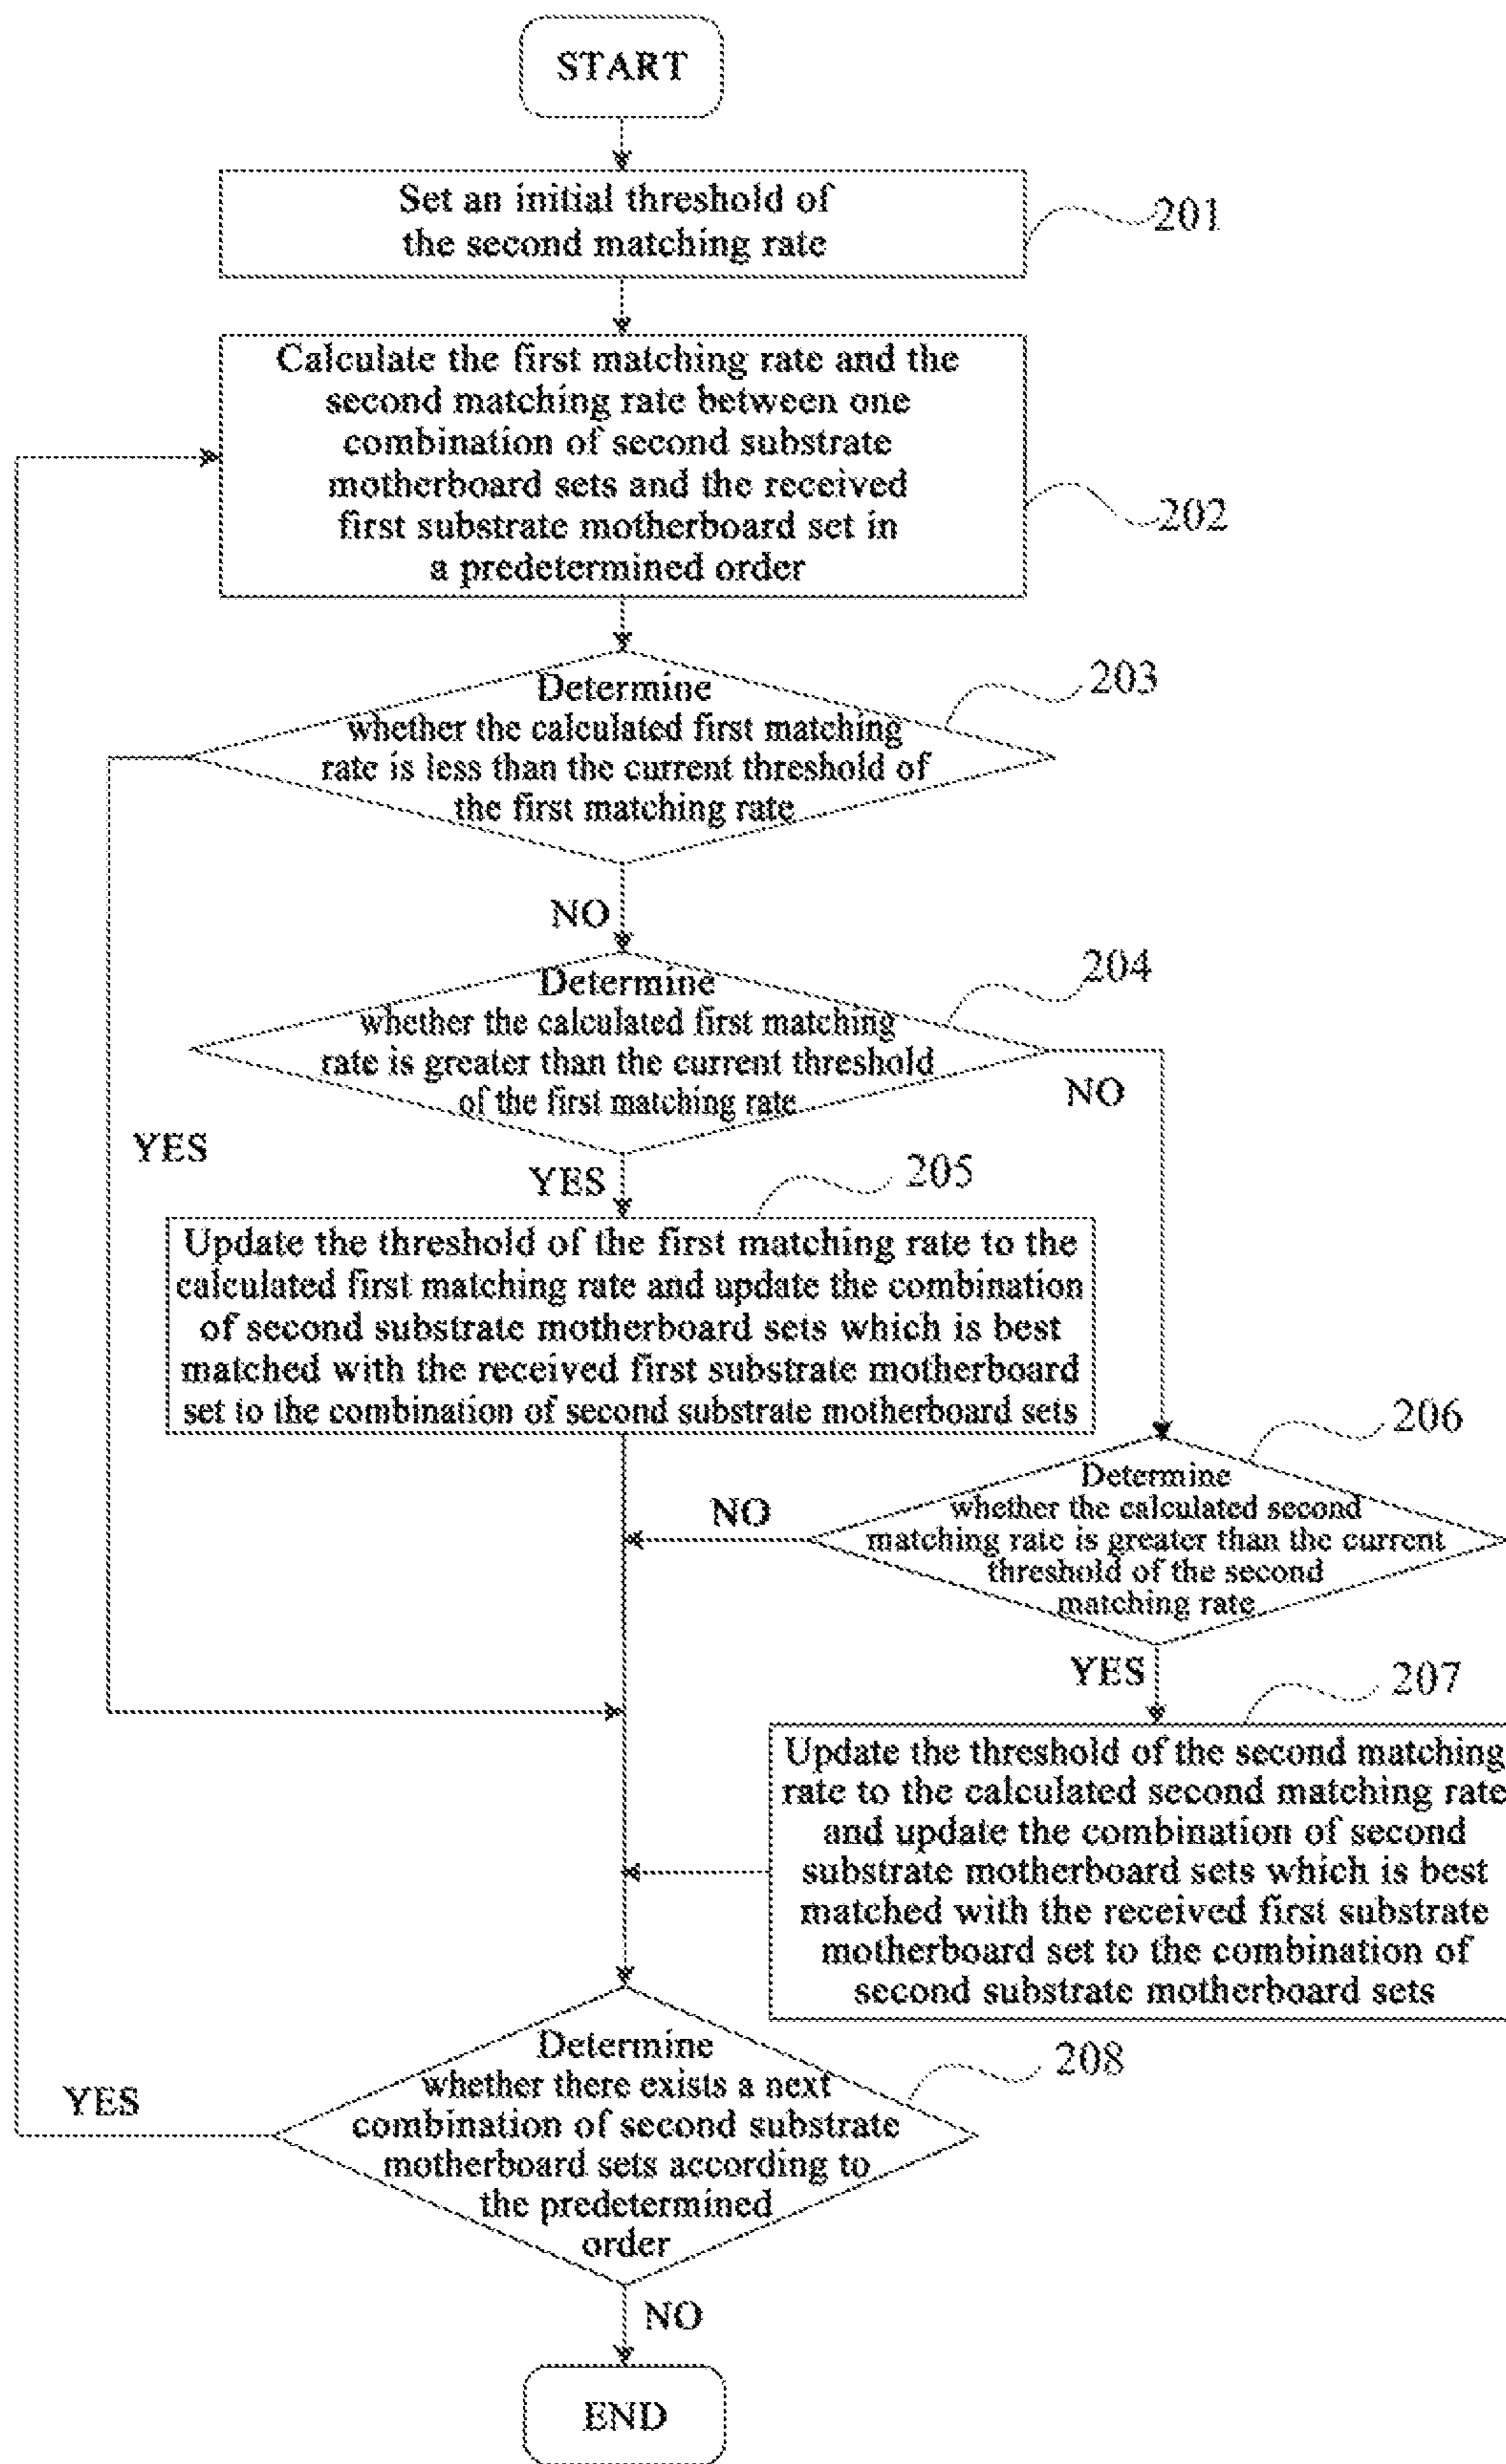 START
Set an initial threshold of
the second matching rate
201
Calculate the first matching rate and the
second matching rate between one
combination of second substrate
motherboard sets and the received
first substrate motherboard set in
a predetermined order
202
Determine
whether the calculated first matching
rate is less than the current threshold of
the first matching rate
203
NO
Determine
whether the calculated first matching
rate is greater than the current threshold
of the first matching rate
204
NO
YES
YES
205
Update the threshold of the first matching rate to the
calculated first matching rate and update the combination
of second substrate motherboard sets which is best
matched with the received first substrate motherboard
set to the combination of second substrate motherboard sets
206
Determine
whether the calculated second
matching rate is greater than the current
threshold of the second
matching rate
NO
YES
207
Update the threshold of the second matching
rate to the calculated second matching rate
and update the combination of second
substrate motherboard sets which is best
matched with the received first substrate
motherboard set to the combination of
second substrate motherboard sets
Determine
whether there exists a next
combination of second substrate
motherboard sets according to
the predetermined
order
208
YES
NO
END